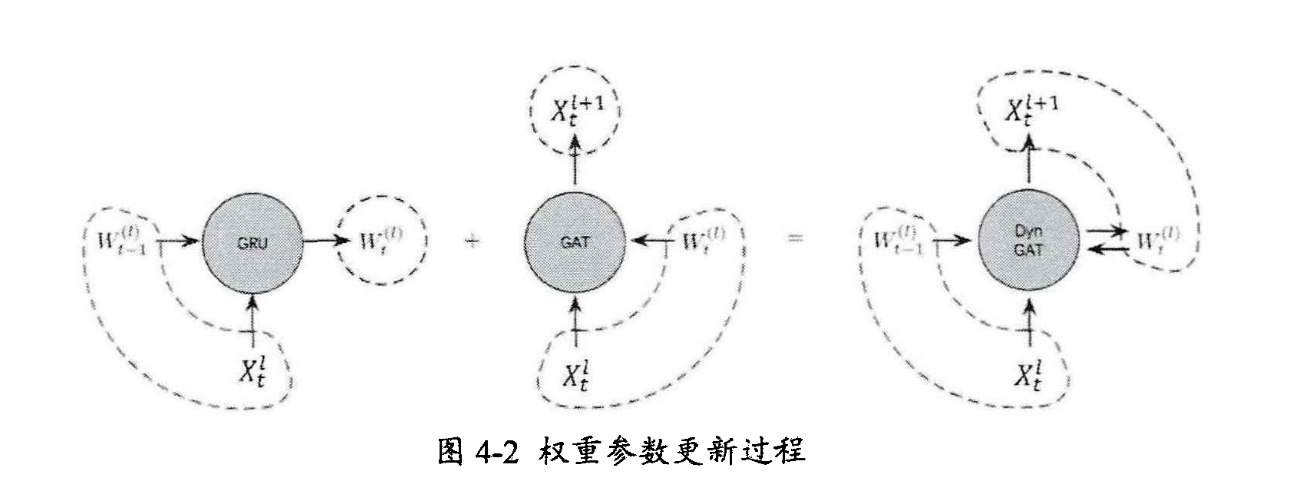 X_t^{l+1}
X_t^{l+1}
W_{t-1}^{(l)} GRU W_t^{(l)} + GAT W_t^{(l)} = W_{t-1}^{(l)} Dyn GAT W_t^{(l)}
X_t^l
X_t^l
X_t^l
图 4-2 权重参数更新过程